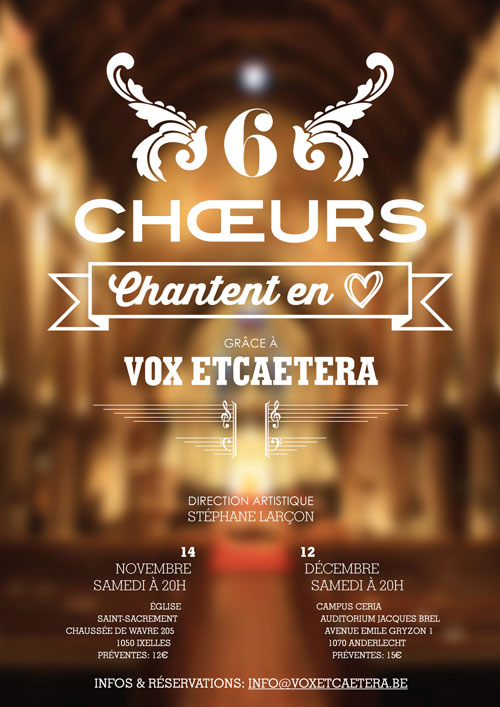 6
CHŒURS
Chantent en
GRÂCE À
VOX ETCAETERA
DIRECTION ARTISTIQUE
STÉPHANE LARÇON
14
NOVEMBRE
SAMEDI À 20H
ÉGLISE
SAINT-SACREMENT
CHAUSSÉE DE WAVRE 205
1050 IXELLES
PRÉVENTES: 12€
12
DÉCEMBRE
SAMEDI À 20H
CAMPUS CERIA
AUDITORIUM JACQUES BREL
AVENUE EMILE GRYZON 1
1070 ANDERLECHT
PRÉVENTES: 15€
INFOS & RÉSERVATIONS: INFO@VOXETCAETERA.BE